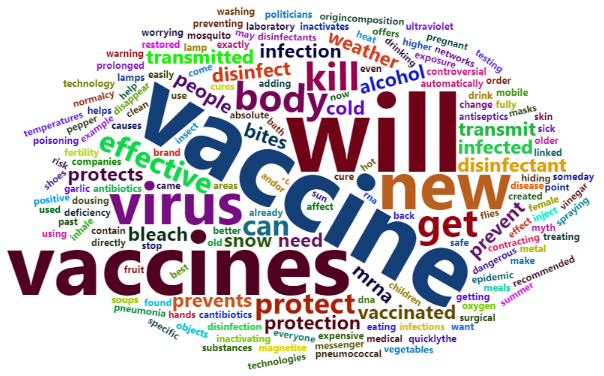 washing politicians
preventing laboratory inactivates origincomposition
worrying mosquito may disinfectants offers ultraviolet
restored lamp exactly infection heat drinking higher networks pregnant
warning transmitted weather exposure testing
prolonged easily come disinfect adding even controversial
technology lamps cures kill alcohol automatically order
normalcy help disappear people body now cold change drink mobile fully
temperatures helps clean use absolute bath transmit antiseptics masks skin
poisoning pepper example causes insect bites will infected linked older sick
fertility effective brand hot cure disinfectant
risk companies andor °c sun rna hiding someday
shoes protects areas vaccine new disease point
garlic antibiotics came affect created female vinegar
positive dousing virus already back flies prevent effect inject spraying
used deficiency can get safe myth
past contain bleach better snow need contracting treating
using inhale directly stop old dangerous metal
vaccines mrna epidemic make
fruit best children meals recommended
soups found prevents protect dna vaccinated getting oxygen summer
pneumonia hands cantibiotics protection eating infections want surgical
specific objects disinfection everyone expensive medical quicklythe
substances inactivating magnetise messenger vegetables
technologies pneumococcal